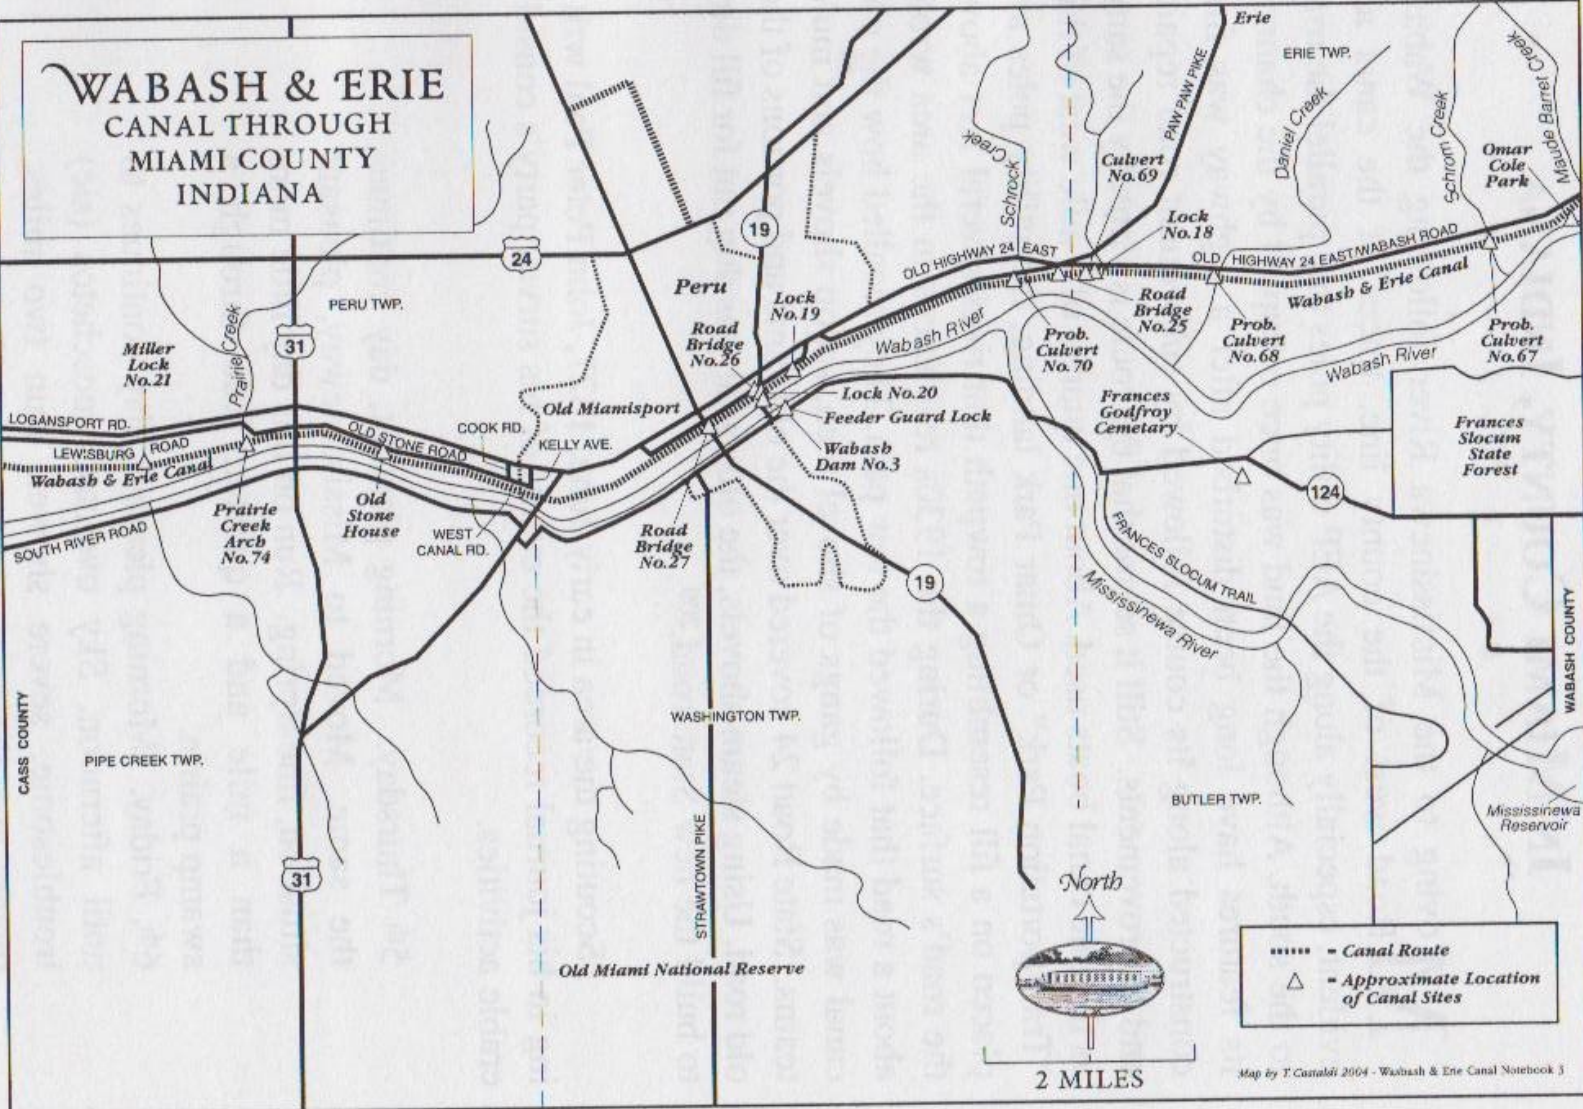 WABASH & ERIE
CANAL THROUGH
MIAMI COUNTY
INDIANA
Erie
ERIE TWP.
PAW PAW PIKE
Daniel Creek
Schrom Creek
Maude Barret Creek
Omar
Cole
Park
Creek
Schrock
Culvert
No.69
Lock
No.18
19
24
OLD HIGHWAY 24 EAST
OLD HIGHWAY 24 EAST/WABASH ROAD
Wabash & Erie Canal
PERU TWP.
Peru
Lock
No.19
Road
Bridge
No.26
Wabash River
Road
Bridge
No.25
Prob.
Culvert
No.70
Prob.
Culvert
No.68
Prob.
Culvert
No.67
Wabash River
31
Prairie Creek
Miller
Lock
No.21
LOGANSPORT RD.
LEWISBURG ROAD
Wabash & Erie Canal
OLD STONE ROAD
COOK RD.
KELLY AVE.
Old Miamisport
Lock No.20
Feeder Guard Lock
Wabash
Dam No.3
Frances
Godfroy
Cemetary
Frances
Slocum
State
Forest
124
SOUTH RIVER ROAD
Prairie
Creek
Arch
No.74
Old
Stone
House
WEST
CANAL RD.
Road
Bridge
No.27
19
FRANCES SLOCUM TRAIL
Mississinewa River
WABASH COUNTY
CASS COUNTY
PIPE CREEK TWP.
WASHINGTON TWP.
BUTLER TWP.
Mississinewa
Reservoir
31
STRAWTOWN PIKE
Old Miami National Reserve
North
2 MILES
- Canal Route
- Approximate Location
of Canal Sites
Map by T. Castaldi 2004 - Wasbash & Erie Canal Notebook 3